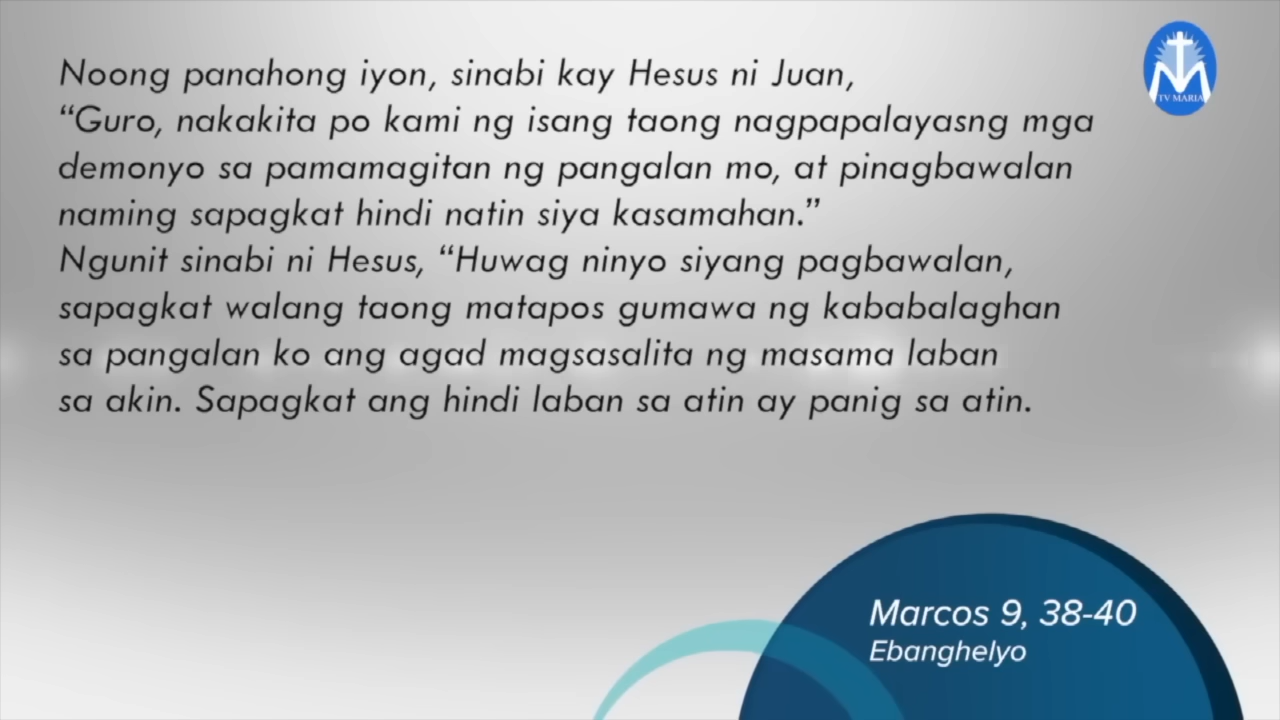 Noong panahong iyon, sinabi kay Hesus ni Juan,
“Guro, nakakita po kami ng isang taong nagpapalayasng mga
demonyo sa pamamagitan ng pangalan mo, at pinagbawalan
naming sapagkat hindi natin siya kasamahan.”
Ngunit sinabi ni Hesus, “Huwag ninyo siyang pagbawalan,
sapagkat walang taong matapos gumawa ng kababalaghan
sa pangalan ko ang agad magsasalita ng masama laban
sa akin. Sapagkat ang hindi laban sa atin ay panig sa atin.
TV MARIA
Marcos 9, 38-40
Ebanghelyo